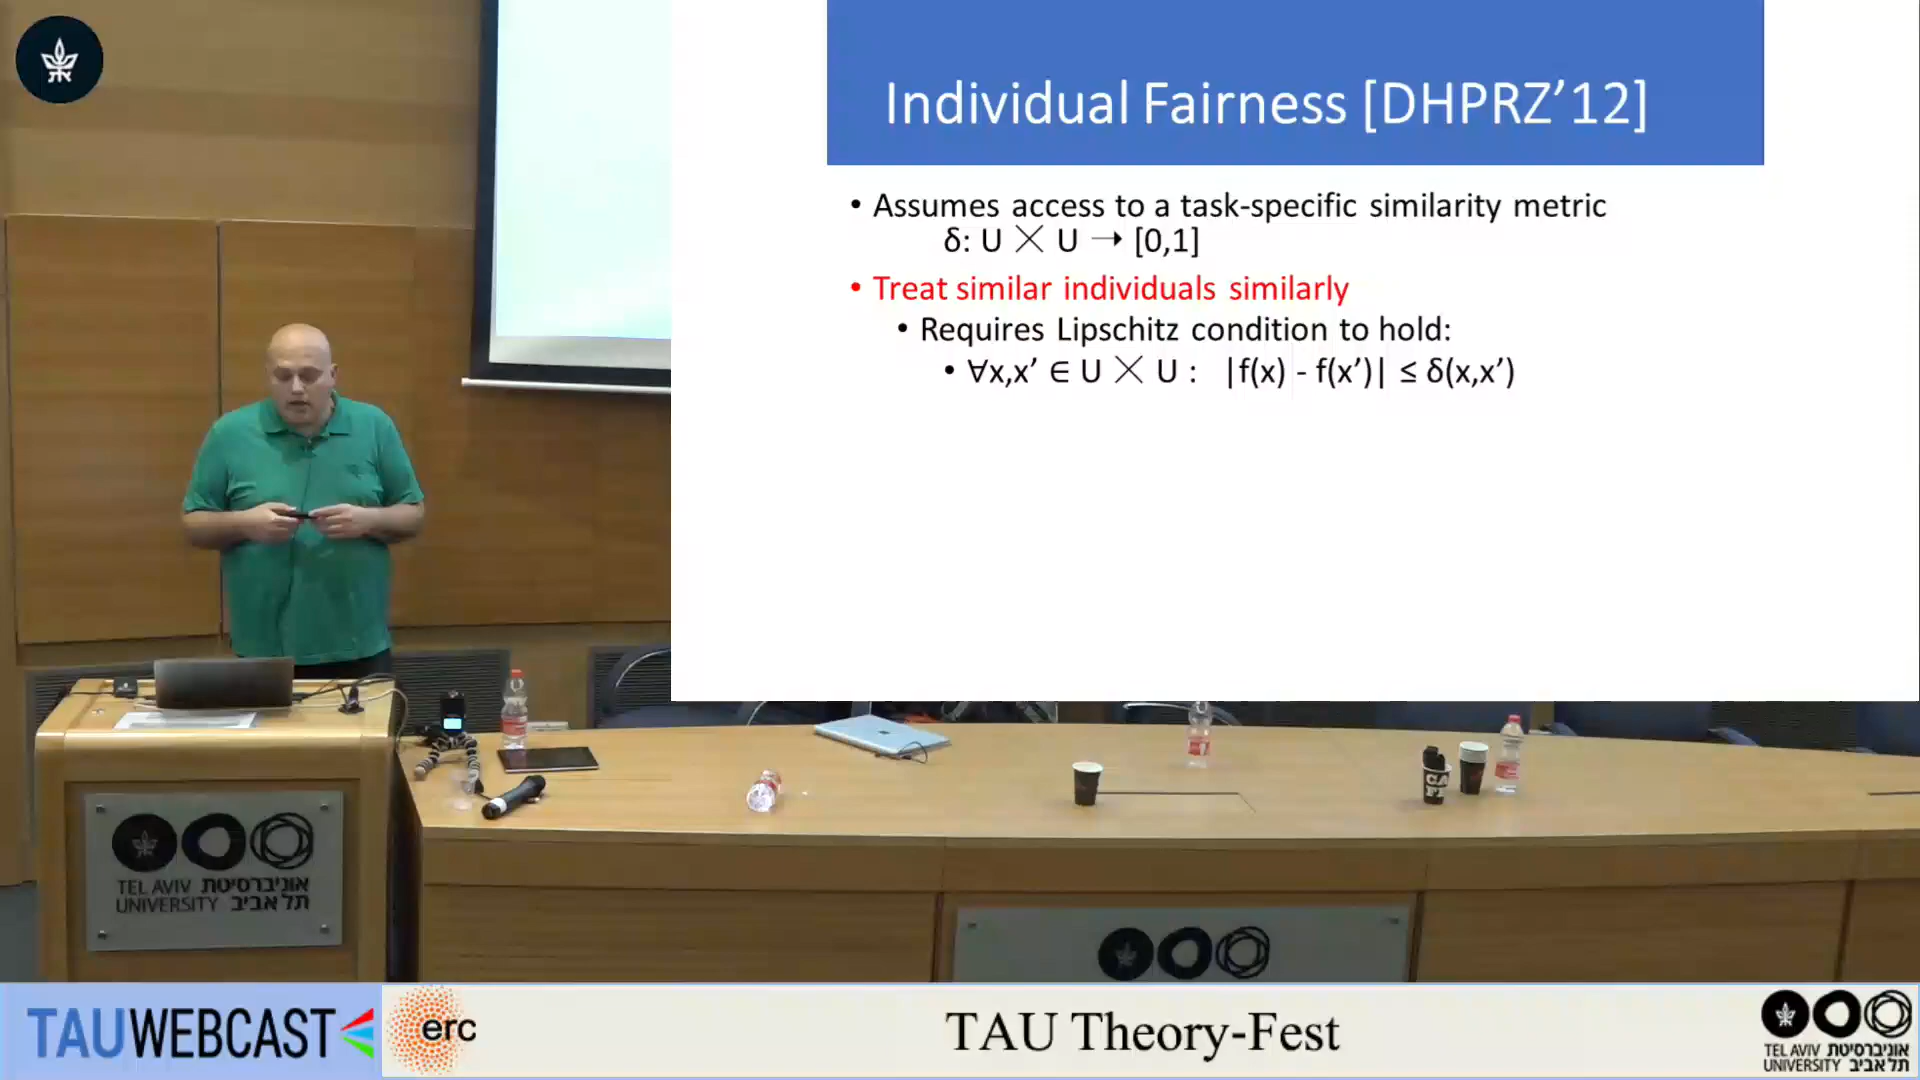 Individual Fairness [DHPRZ’12]
• Assumes access to a task-specific similarity metric
δ: U ⨉ U → [0,1]
• Treat similar individuals similarly
• Requires Lipschitz condition to hold:
• ∀x,x’ ∈ U ⨉ U : |f(x) - f(x’)| ≤ δ(x,x’)
TEL AVIV אוניברסיטת
UNIVERSITY תל אביב
TAUWEBCAST
erc
TAU Theory-Fest
TEL AVIV אוניברסיטת
UNIVERSITY תל אביב